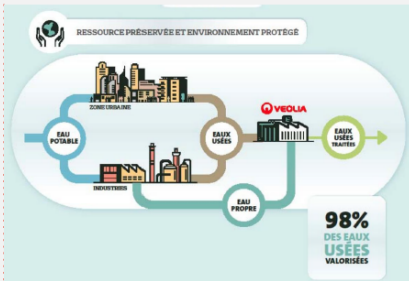 RESSOURCE PRÉSERVÉE ET ENVIRONNEMENT PROTÉGÉ
ZONE URBAINE
VEOLIA
EAU
POTABLE
EAUX
USÉES
EAUX
USÉES
TRAITÉES
INDUSTRIES
EAU
PROPRE
98%
DES EAUX
USÉES
VALORISÉES